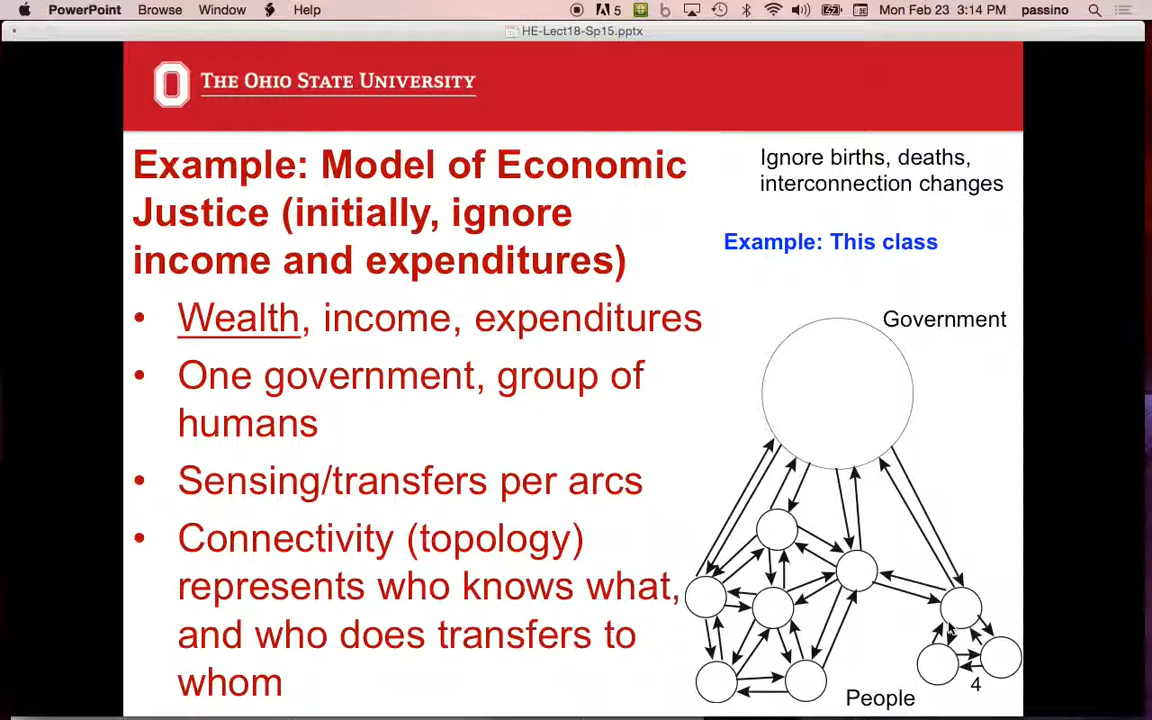 PowerPoint Browse Window Help 5 Mon Feb 23 3:14 PM passino
HE-Lect18-Sp15.pptx
THE OHIO STATE UNIVERSITY
Example: Model of Economic
Justice (initially, ignore
income and expenditures)
• Wealth, income, expenditures
• One government, group of
humans
• Sensing/transfers per arcs
• Connectivity (topology)
represents who knows what,
and who does transfers to
whom
Ignore births, deaths,
interconnection changes
Example: This class
Government
People
4